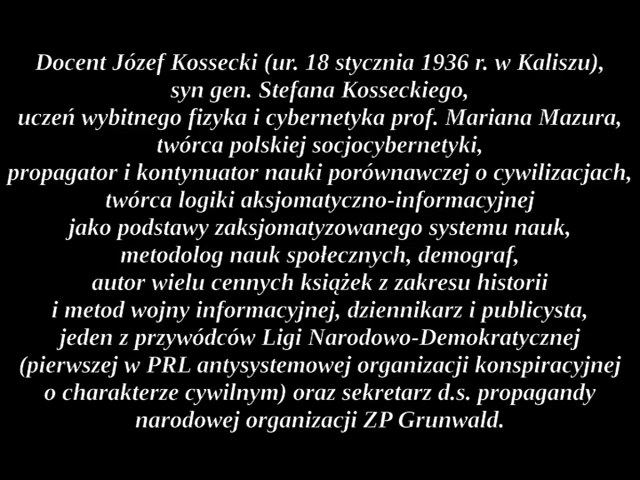 Docent Józef Kossecki (ur. 18 stycznia 1936 r. w Kaliszu),
syn gen. Stefana Kosseckiego,
uczeń wybitnego fizyka i cybernetyka prof. Mariana Mazura,
twórca polskiej socjocybernetyki,
propagator i kontynuator nauki porównawczej o cywilizacjach,
twórca logiki aksjomatyczno-informacyjnej
jako podstawy zaksjomatyzowanego systemu nauk,
metodolog nauk społecznych, demograf,
autor wielu cennych książek z zakresu historii
i metod wojny informacyjnej, dziennikarz i publicysta,
jeden z przywódców Ligi Narodowo-Demokratycznej
(pierwszej w PRL antysystemowej organizacji konspiracyjnej
o charakterze cywilnym) oraz sekretarz d.s. propagandy
narodowej organizacji ZP Grunwald.